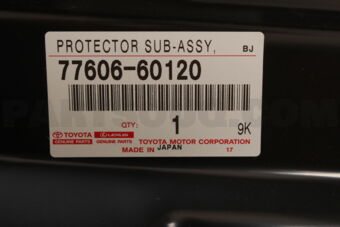 PROTECTOR SUB-ASSY, BJ
77606-60120
QTY: 1 9K
TOYOTA LEXUS
GENUINE PARTS GENUINE PARTS TOYOTA MOTOR CORPORATION
MADE IN JAPAN 17